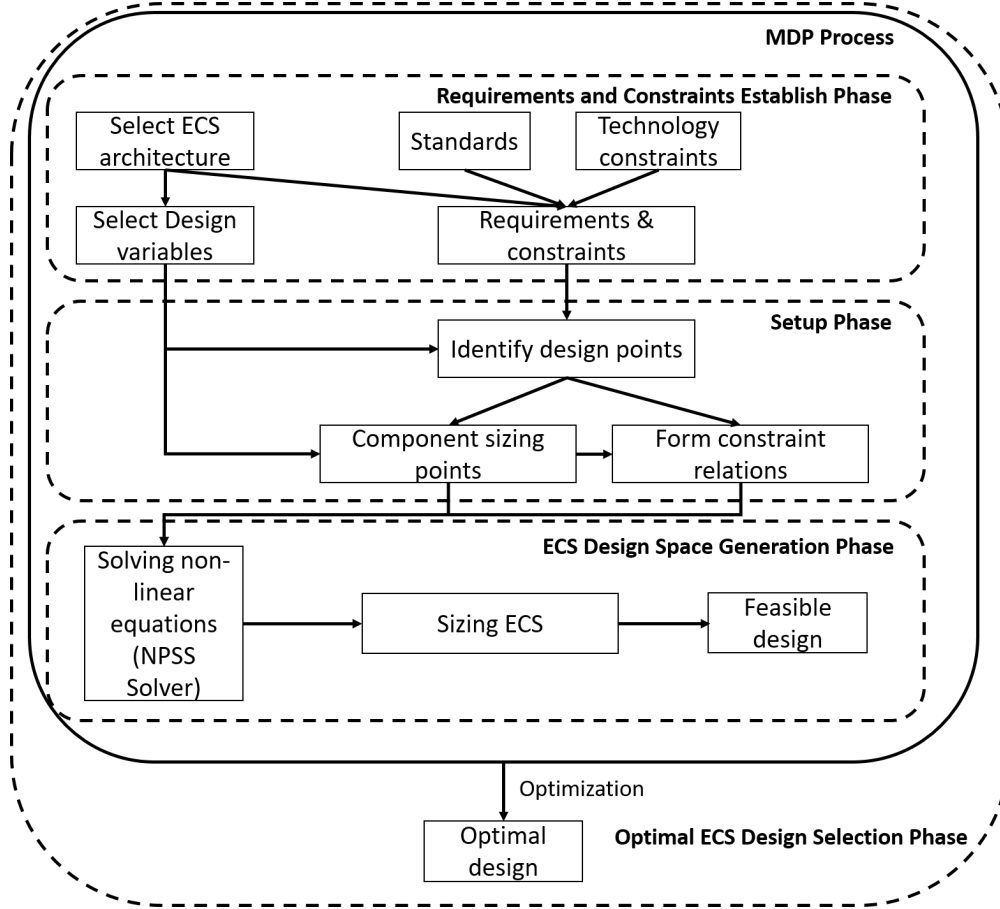 MDP Process
Requirements and Constraints Establish Phase
Select ECS
architecture
Standards
Technology
constraints
Select Design
variables
Requirements &
constraints
Setup Phase
Identify design points
Component sizing
points
Form constraint
relations
ECS Design Space Generation Phase
Solving non-
linear
equations
(NPSS
Solver)
Sizing ECS
Feasible
design
Optimization
Optimal
design
Optimal ECS Design Selection Phase